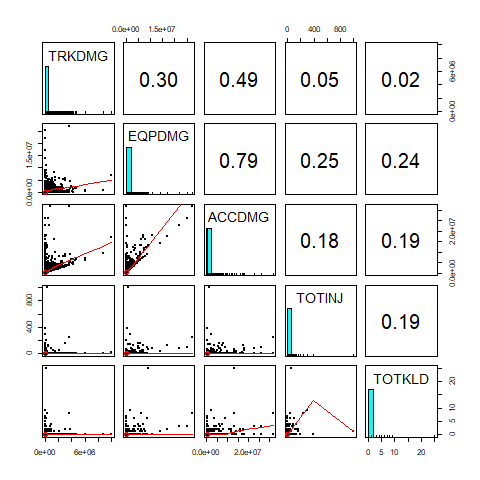 0.0e+00 1.5e+07
0 400 800
TRKDMG
0.30
0.49
0.05
0.02
0e+00 6e+06
EQPDMG
0.79
0.25
0.24
0.0e+00 1.5e+07
ACCDMG
0.18
0.19
0.0e+00 2.0e+07
TOTINJ
0.19
0 400 800
TOTKLD
0 5 10 20
0e+00 6e+06
0.0e+00 2.0e+07
0 5 10 20